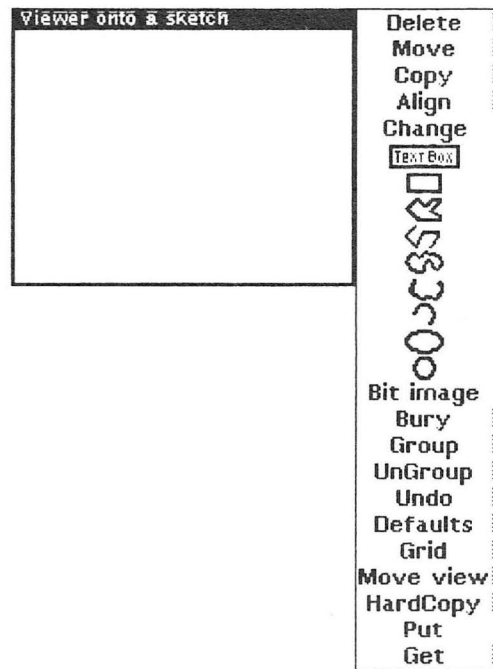 Viewer onto a sketch
Delete
Move
Copy
Align
Change
Text Box
Bit image
Bury
Group
UnGroup
Undo
Defaults
Grid
Move view
HardCopy
Put
Get